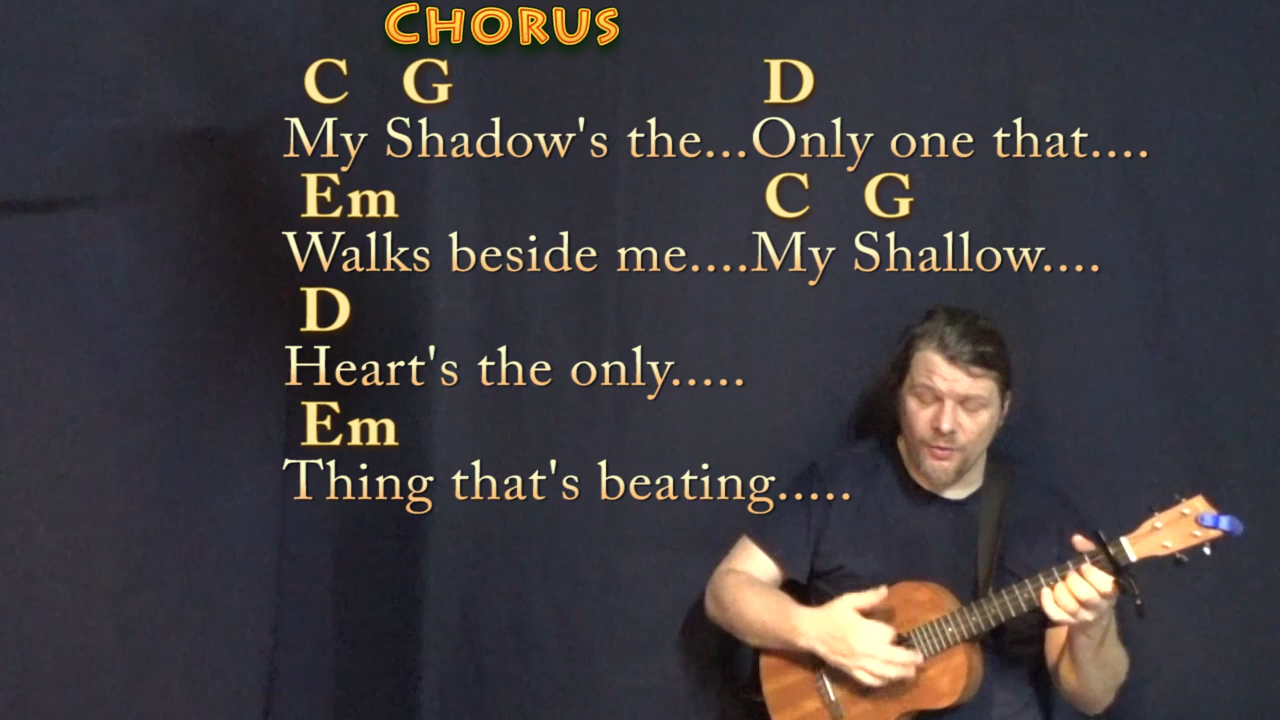 CHORUS
C G D
My Shadow's the...Only one that....
Em C G
Walks beside me....My Shallow....
D
Heart's the only.....
Em
Thing that's beating.....